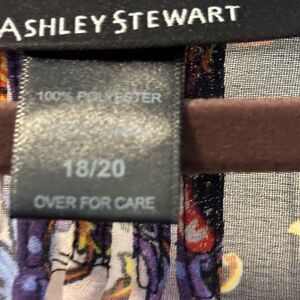 ASHLEY STEWART
100% POLYESTER
18/20
OVER FOR CARE